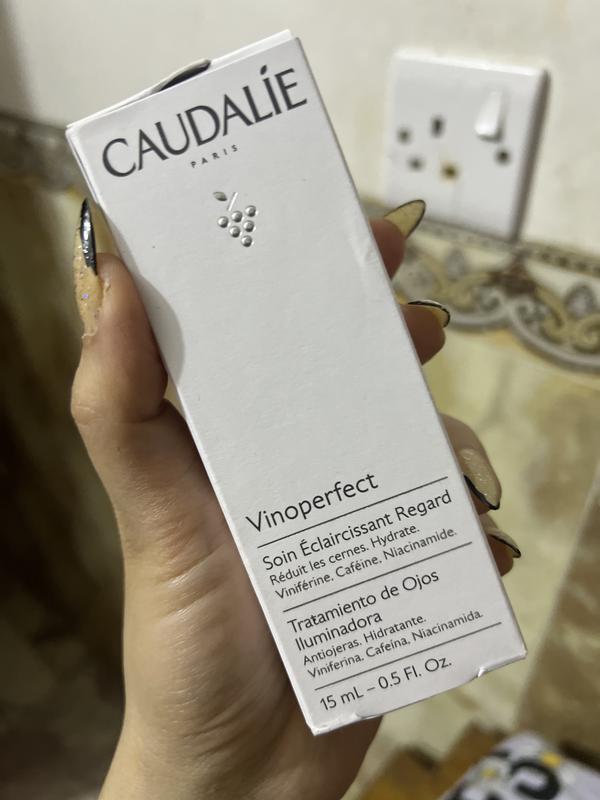 CAUDALÍE
PARIS
Vinoperfect
Soin Éclaircissant Regard
Réduit les cernes. Hydrate.
Viniférine, Caféine, Niacinamide.
Tratamiento de Ojos
Iluminadora
Antiojeras. Hidratante.
Viniferina, Cafeína, Niacinamida.
15 mL – 0.5 Fl. Oz.